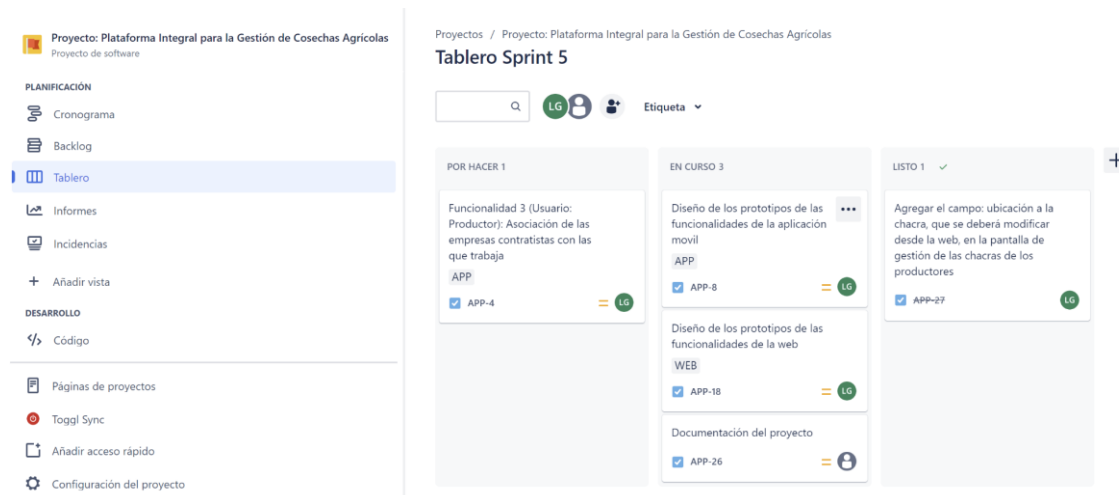 Proyecto: Plataforma Integral para la Gestión de Cosechas Agrícolas
Proyecto de software
PLANIFICACIÓN
Cronograma
Backlog
Tablero
Informes
Incidencias
+ Añadir vista
DESARROLLO
Código
Páginas de proyectos
Toggl Sync
Añadir acceso rápido
Configuración del proyecto
Proyectos / Proyecto: Plataforma Integral para la Gestión de Cosechas Agrícolas
Tablero Sprint 5
LG
Etiqueta
POR HACER 1
Funcionalidad 3 (Usuario:
Productor): Asociación de las
empresas contratistas con las
que trabaja
APP
APP-4
LG
EN CURSO 3
Diseño de los prototipos de las
funcionalidades de la aplicación
movil
APP
APP-8
LG
Diseño de los prototipos de las
funcionalidades de la web
WEB
APP-18
LG
Documentación del proyecto
APP-26
LISTO 1
Agregar el campo: ubicación a la
chacra, que se deberá modificar
desde la web, en la pantalla de
gestión de las chacras de los
productores
APP-27
LG